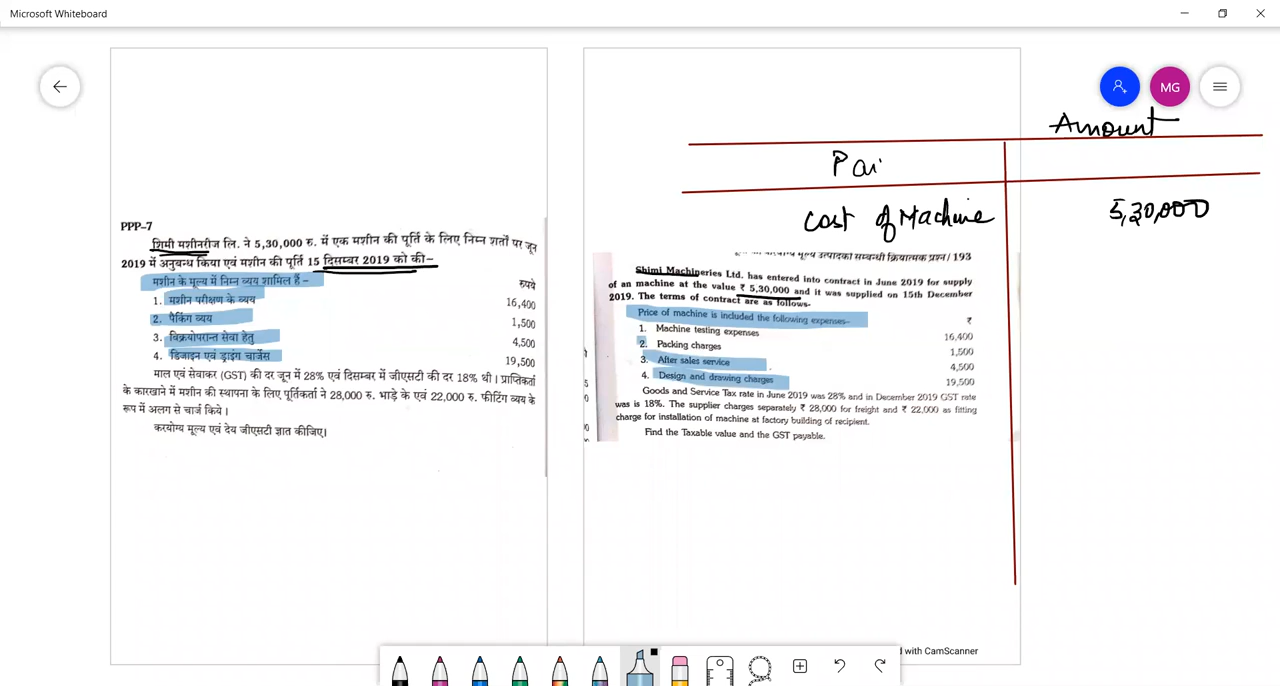 Microsoft Whiteboard
MG
Amount
Pai
Cost of Machine
5,30,000
PPP-7
शिमी मशीनरीज लि. ने 5,30,000 रु. में एक मशीन की पूर्ति के लिए निम्न शर्तों पर जून
2019 में अनुबन्ध किया एवं मशीन की पूर्ति 15 दिसम्बर 2019 को की–
मशीन के मूल्य में निम्न व्यय शामिल हैं –
रुपये
1. मशीन परीक्षण के व्यय 16,400
2. पैकिंग व्यय 1,500
3. विक्रयोपरान्त सेवा हेतु 4,500
4. डिजाइन एवं ड्राइंग चार्जेस 19,500
माल एवं सेवाकर (GST) की दर जून में 28% एवं दिसम्बर में जीएसटी की दर 18% थी। प्राप्तिकर्ता
के कारखाने में मशीन की स्थापना के लिए पूर्तिकर्ता ने 28,000 रु. भाड़े के एवं 22,000 रु. फीटिंग व्यय के
रूप में अलग से चार्ज किये।
करयोग्य मूल्य एवं देय जीएसटी ज्ञात कीजिए।
मूल्य उत्पादकों सम्बन्धी क्रियात्मक प्रश्न / 193
Shimi Machineries Ltd. has entered into contract in June 2019 for supply
of an machine at the value ₹ 5,30,000 and it was supplied on 15th December
2019. The terms of contract are as follows-
Price of machine is included the following expenses–
₹
1. Machine testing expenses 16,400
2. Packing charges 1,500
3. After sales service 4,500
4. Design and drawing charges 19,500
Goods and Service Tax rate in June 2019 was 28% and in December 2019 GST rate
was is 18%. The supplier charges separately ₹ 28,000 for freight and ₹ 22,000 as fitting
charge for installation of machine at factory building of recipient.
Find the Taxable value and the GST payable.
d with CamScanner